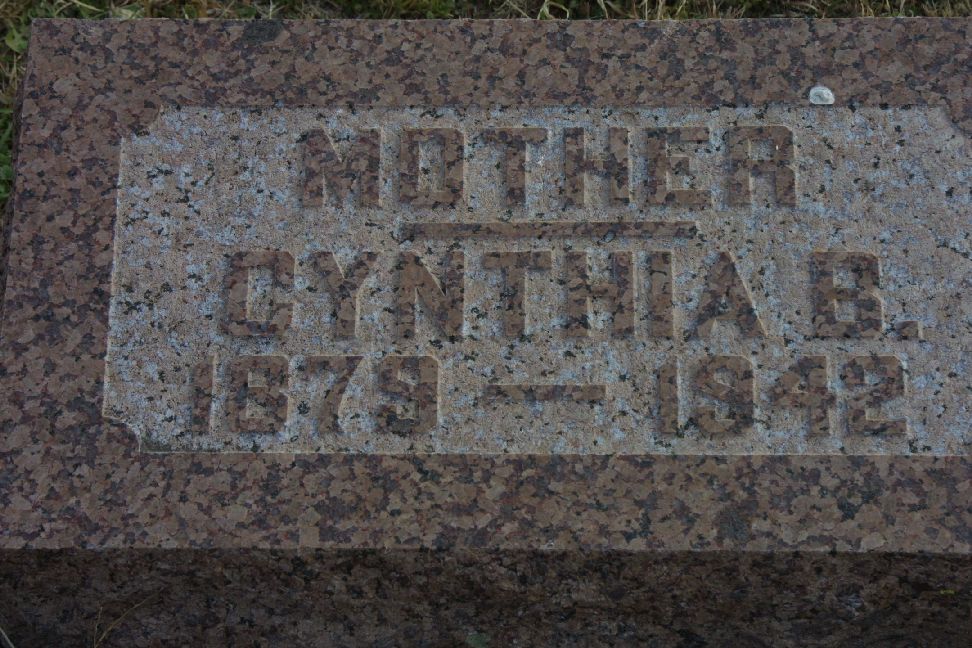 MOTHER
CYNTHIA B.
1879 — 1942